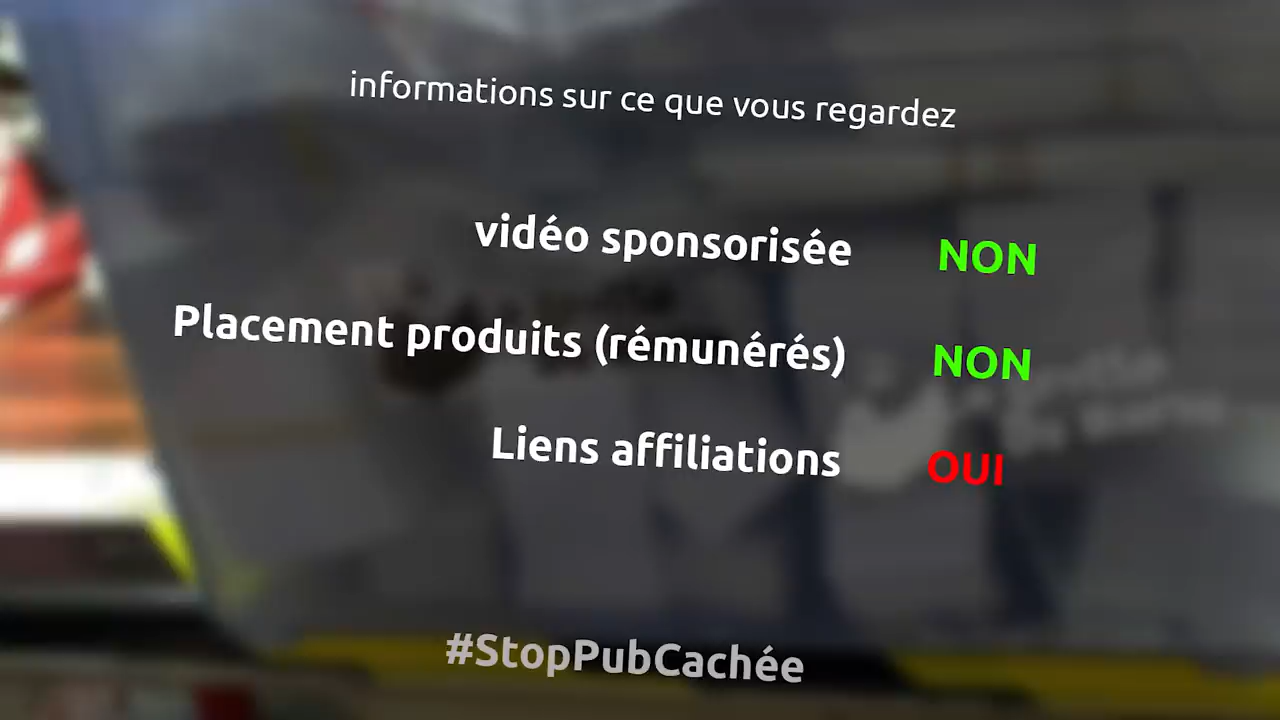 informations sur ce que vous regardez
vidéo sponsorisée NON
Placement produits (rémunérés) NON
Liens affiliations OUI
#StopPubCachée